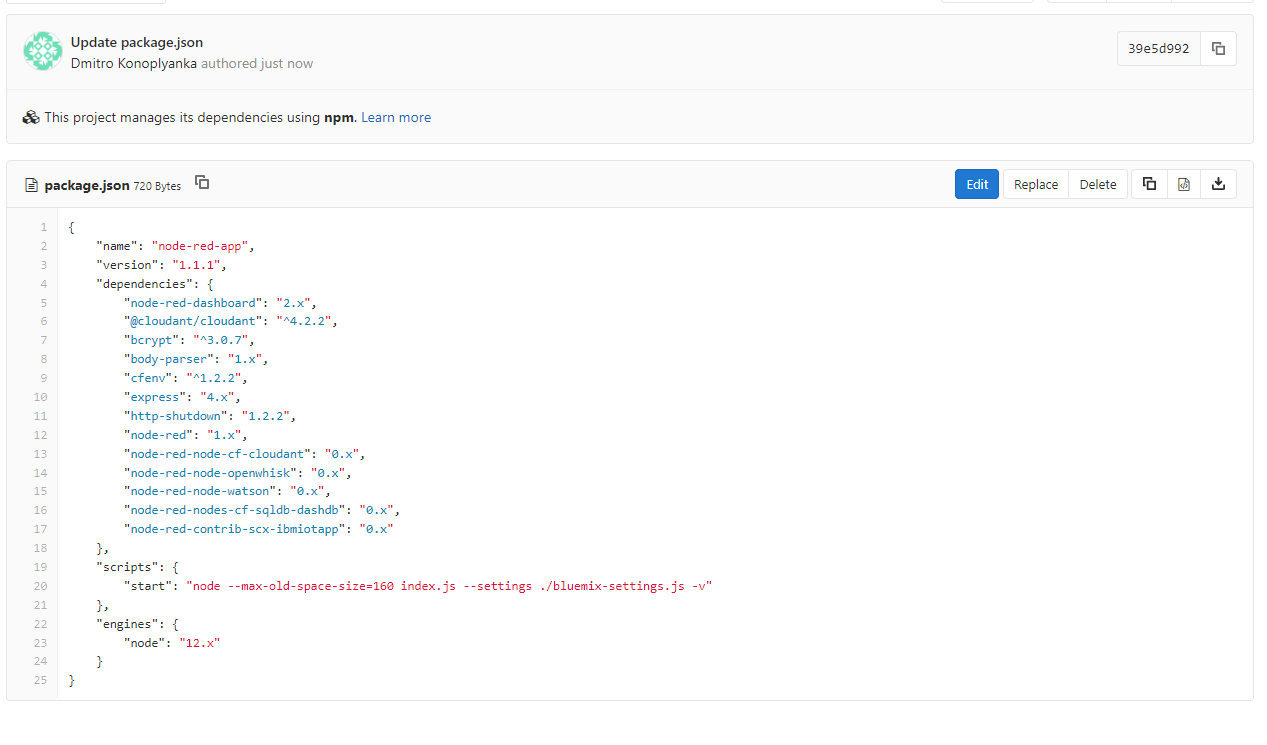 Update package.json
Dmitro Konoplyanka authored just now
39e5d992
This project manages its dependencies using npm. Learn more
package.json 720 Bytes
Edit Replace Delete
1 {
2 "name": "node-red-app",
3 "version": "1.1.1",
4 "dependencies": {
5 "node-red-dashboard": "2.x",
6 "@cloudant/cloudant": "^4.2.2",
7 "bcrypt": "^3.0.7",
8 "body-parser": "1.x",
9 "cfenv": "^1.2.2",
10 "express": "4.x",
11 "http-shutdown": "1.2.2",
12 "node-red": "1.x",
13 "node-red-node-cf-cloudant": "0.x",
14 "node-red-node-openwhisk": "0.x",
15 "node-red-node-watson": "0.x",
16 "node-red-nodes-cf-sqldb-dashdb": "0.x",
17 "node-red-contrib-scx-ibmiotapp": "0.x"
18 },
19 "scripts": {
20 "start": "node --max-old-space-size=160 index.js --settings ./bluemix-settings.js -v"
21 },
22 "engines": {
23 "node": "12.x"
24 }
25 }